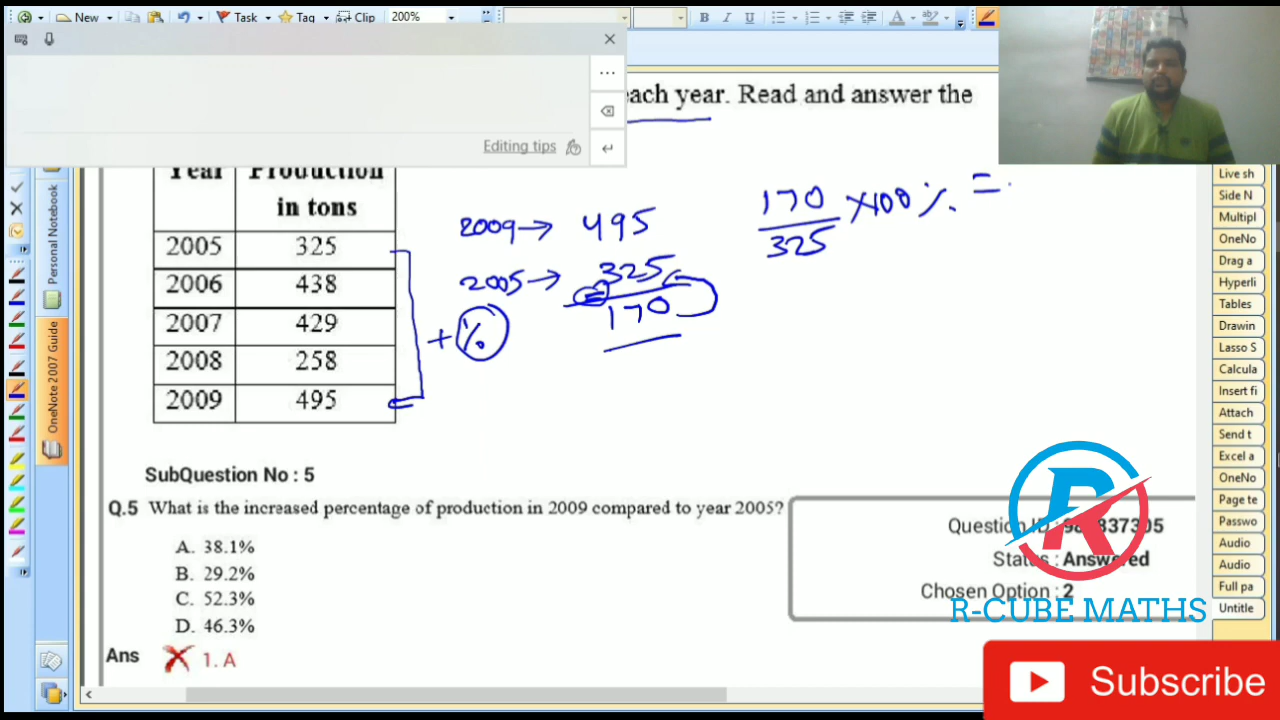 New
Task
Tag
Clip
200%
B I U
Editing tips
each year. Read and answer the
Personal Notebook
OneNote 2007 Guide
Year Production in tons
2005 325
2006 438
2007 429
2008 258
2009 495
2009 → 495
2005 → 325
170
+ %
170/325 ×100 % =
SubQuestion No : 5
Q.5 What is the increased percentage of production in 2009 compared to year 2005?
A. 38.1%
B. 29.2%
C. 52.3%
D. 46.3%
Ans 1. A
Question ID :
837305
Status : Answered
Chosen Option : 2
R-CUBE MATHS
Subscribe
Live sh
Side N
Multipl
OneNo
Drag a
Hyperli
Tables
Drawin
Lasso S
Calcula
Insert fi
Attach
Send t
Excel a
OneNo
Page te
Passwo
Audio
Audio
Full pa
Untitle